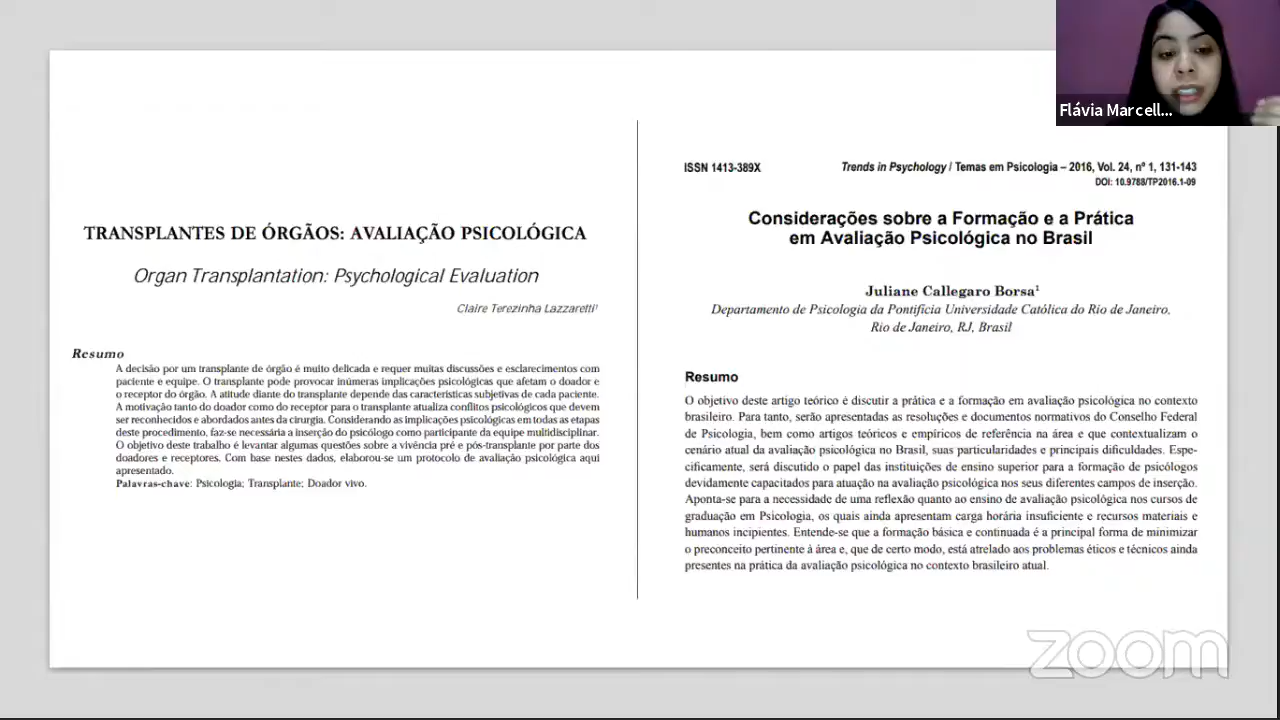 TRANSPLANTES DE ÓRGÃOS: AVALIAÇÃO PSICOLÓGICA
Organ Transplantation: Psychological Evaluation
Claire Terezinha Lazzaretti¹
Resumo
A decisão por um transplante de órgão é muito delicada e requer muitas discussões e esclarecimentos com
paciente e equipe. O transplante pode provocar inúmeras implicações psicológicas que afetam o doador e
o receptor do órgão. A atitude diante do transplante depende das características subjetivas de cada paciente.
A motivação tanto do doador como do receptor para o transplante atualiza conflitos psicológicos que devem
ser reconhecidos e abordados antes da cirurgia. Considerando as implicações psicológicas em todas as etapas
deste procedimento, faz-se necessária a inserção do psicólogo como participante da equipe multidisciplinar.
O objetivo deste trabalho é levantar algumas questões sobre a vivência pré e pós-transplante por parte dos
doadores e receptores. Com base nestes dados, elaborou-se um protocolo de avaliação psicológica aqui
apresentado.
Palavras-chave: Psicologia; Transplante; Doador vivo.
ISSN 1413-389X
Trends in Psychology / Temas em Psicologia – 2016, Vol. 24, nº 1, 131-143
DOI: 10.9788/TP2016.1-09
Considerações sobre a Formação e a Prática
em Avaliação Psicológica no Brasil
Juliane Callegaro Borsa¹
Departamento de Psicologia da Pontifícia Universidade Católica do Rio de Janeiro,
Rio de Janeiro, RJ, Brasil
Resumo
O objetivo deste artigo teórico é discutir a prática e a formação em avaliação psicológica no contexto
brasileiro. Para tanto, serão apresentadas as resoluções e documentos normativos do Conselho Federal
de Psicologia, bem como artigos teóricos e empíricos de referência na área e que contextualizam o
cenário atual da avaliação psicológica no Brasil, suas particularidades e principais dificuldades. Espe-
cificamente, será discutido o papel das instituições de ensino superior para a formação de psicólogos
devidamente capacitados para atuação na avaliação psicológica nos seus diferentes campos de inserção.
Aponta-se para a necessidade de uma reflexão quanto ao ensino de avaliação psicológica nos cursos de
graduação em Psicologia, os quais ainda apresentam carga horária insuficiente e recursos materiais e
humanos incipientes. Entende-se que a formação básica e continuada é a principal forma de minimizar
o preconceito pertinente à área e, que de certo modo, está atrelado aos problemas éticos e técnicos ainda
presentes na prática da avaliação psicológica no contexto brasileiro atual.
Flávia Marcell...
zoom